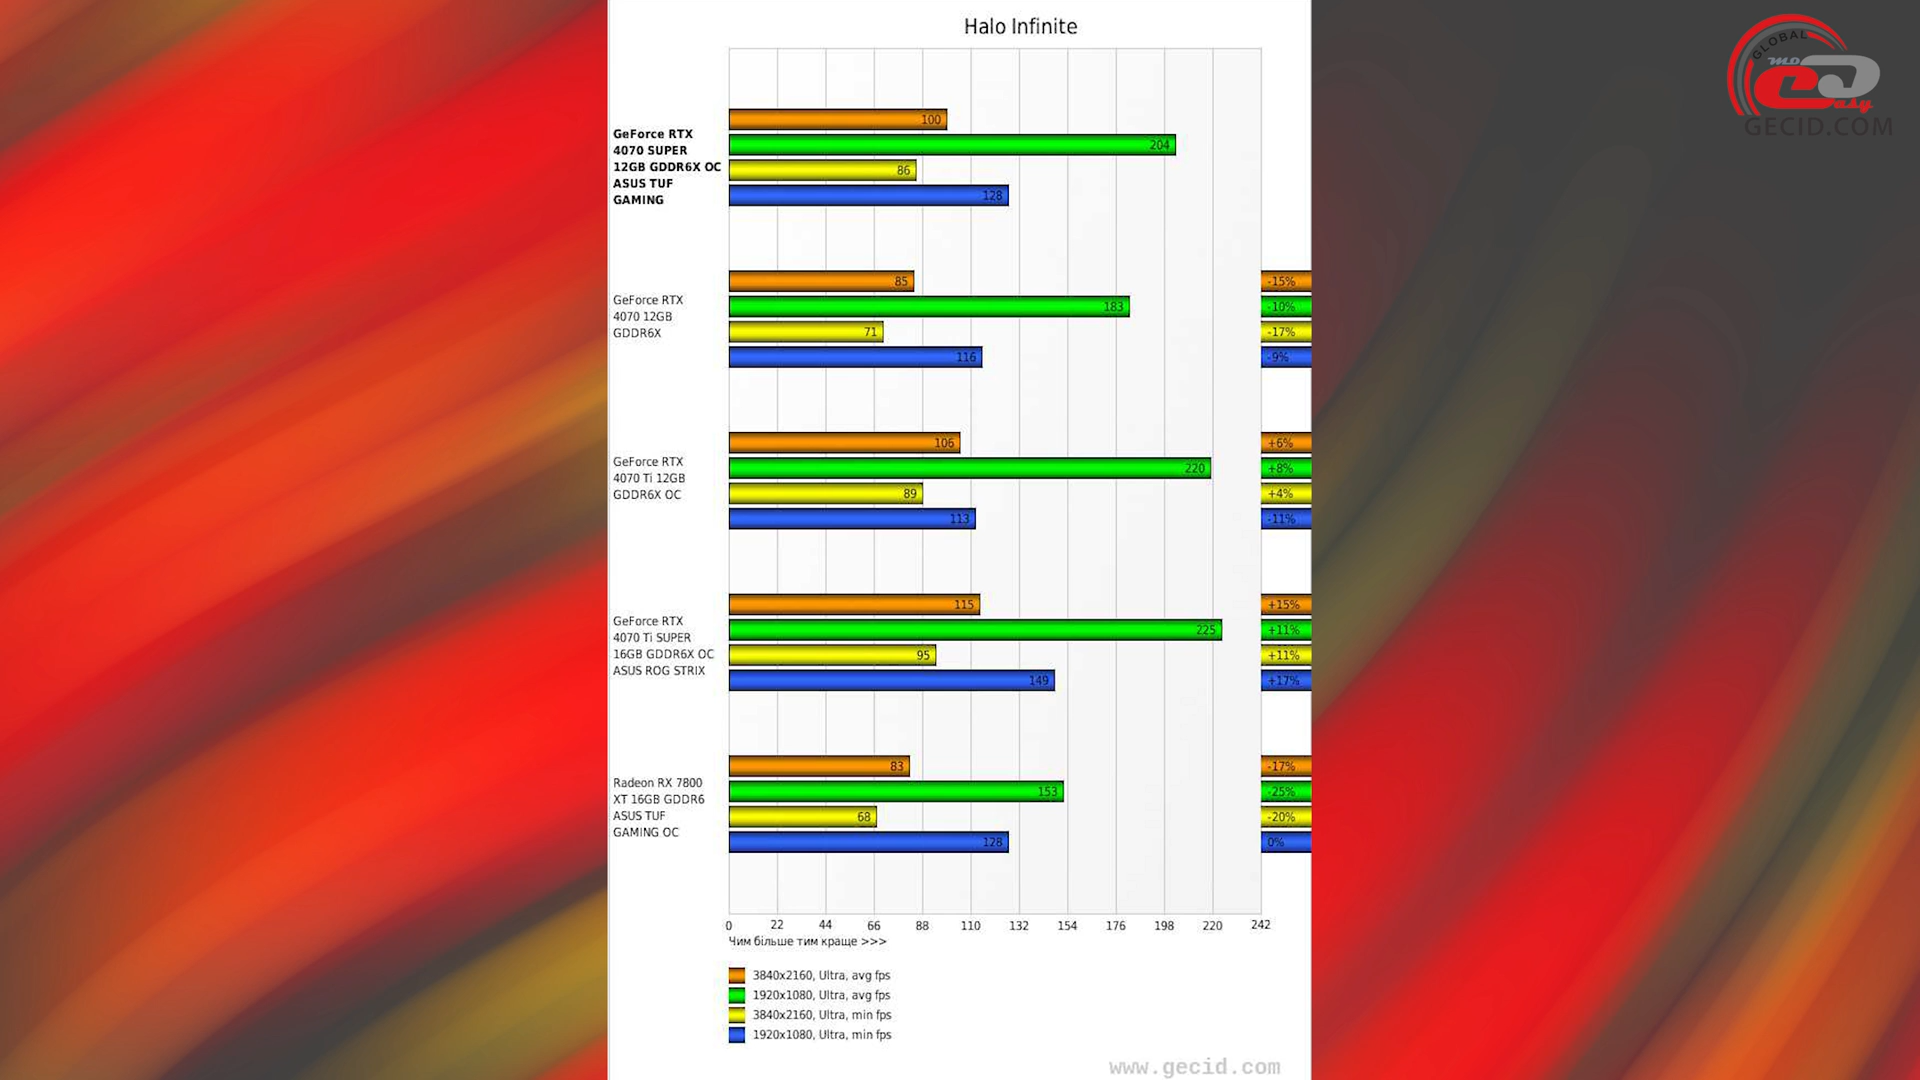 Halo Infinite
GLOBAL
GECID.COM
GeForce RTX
4070 SUPER
12GB GDDR6X OC
ASUS TUF
GAMING
100
204
86
128
GeForce RTX
4070 12GB
GDDR6X
85
183
71
116
-15%
-10%
-17%
-9%
GeForce RTX
4070 Ti 12GB
GDDR6X OC
106
220
89
113
+6%
+8%
+4%
-11%
GeForce RTX
4070 Ti SUPER
16GB GDDR6X OC
ASUS ROG STRIX
115
225
95
149
+15%
+11%
+11%
+17%
Radeon RX 7800
XT 16GB GDDR6
ASUS TUF
GAMING OC
83
153
68
128
-17%
-25%
-20%
0%
0 22 44 66 88 110 132 154 176 198 220 242
Чим більше тим краще >>>
3840x2160, Ultra, avg fps
1920x1080, Ultra, avg fps
3840x2160, Ultra, min fps
1920x1080, Ultra, min fps
www.gecid.com